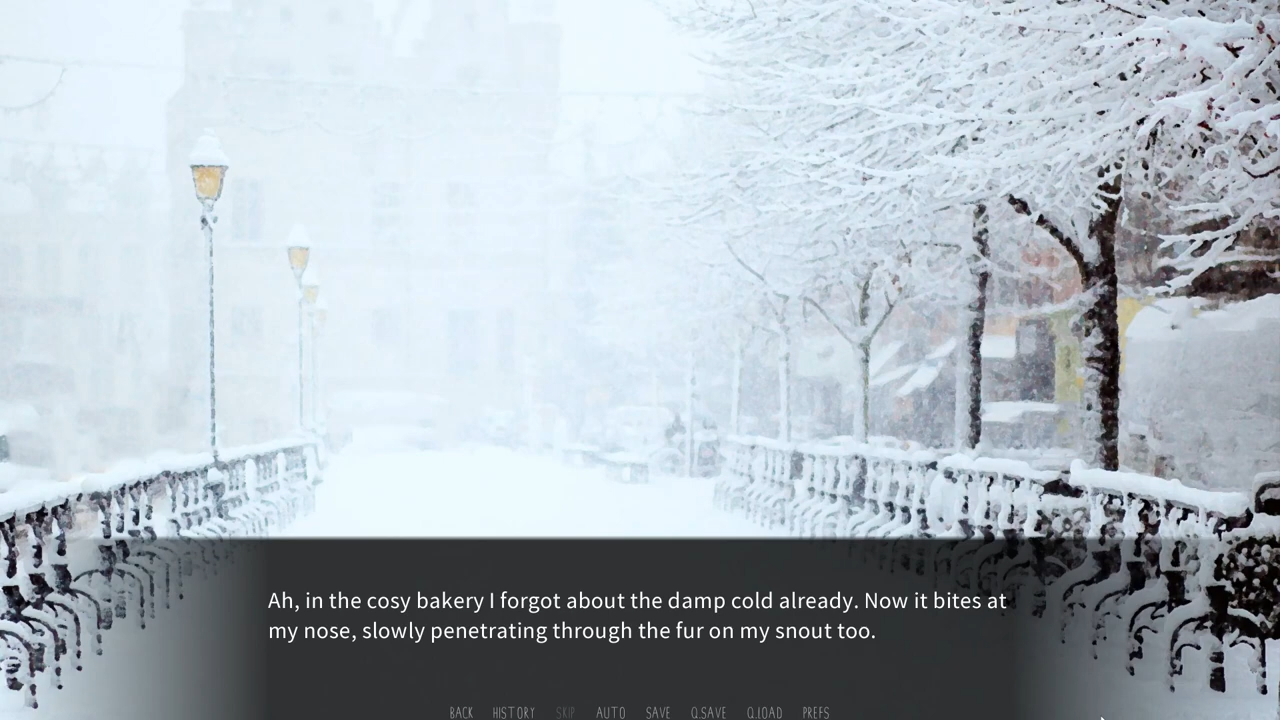 Ah, in the cosy bakery I forgot about the damp cold already. Now it bites at
my nose, slowly penetrating through the fur on my snout too.
BACK HISTORY SKIP AUTO SAVE Q.SAVE Q.LOAD PREFS